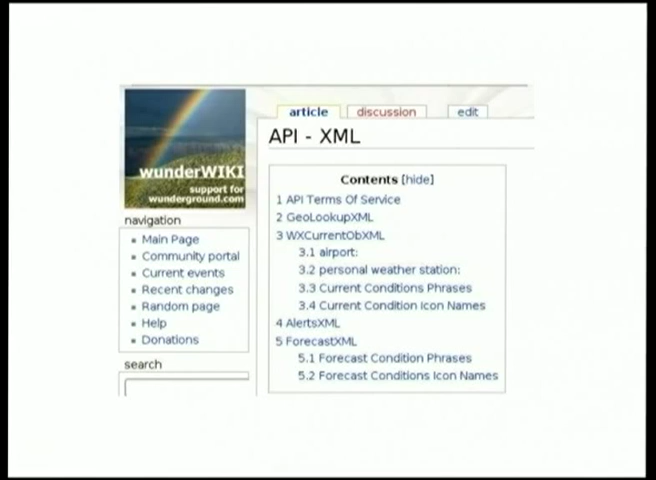 wunderWIKI
support for
wunderground.com
navigation
Main Page
Community portal
Current events
Recent changes
Random page
Help
Donations
search
article discussion edit
API - XML
Contents [hide]
1 API Terms Of Service
2 GeoLookupXML
3 WXCurrentObXML
3.1 airport:
3.2 personal weather station:
3.3 Current Conditions Phrases
3.4 Current Condition Icon Names
4 AlertsXML
5 ForecastXML
5.1 Forecast Condition Phrases
5.2 Forecast Conditions Icon Names